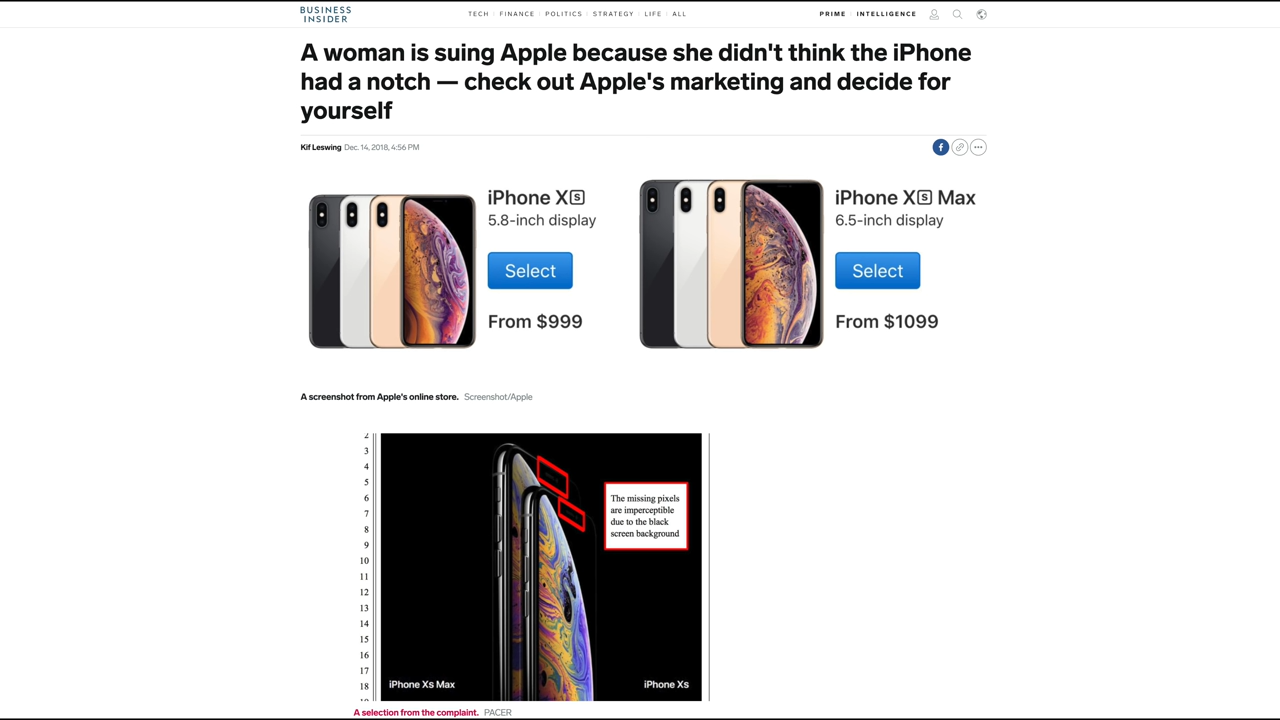 BUSINESS
INSIDER
TECH | FINANCE | POLITICS | STRATEGY | LIFE | ALL
PRIME | INTELLIGENCE
A woman is suing Apple because she didn't think the iPhone
had a notch — check out Apple's marketing and decide for
yourself
Kif Leswing Dec. 14, 2018, 4:56 PM
iPhone XS
5.8-inch display
Select
From $999
iPhone XS Max
6.5-inch display
Select
From $1099
A screenshot from Apple's online store. Screenshot/Apple
2
3
4
5
6
7
8
9
10
11
12
13
14
15
16
17
18
The missing pixels
are imperceptible
due to the black
screen background
iPhone Xs Max
iPhone Xs
A selection from the complaint. PACER